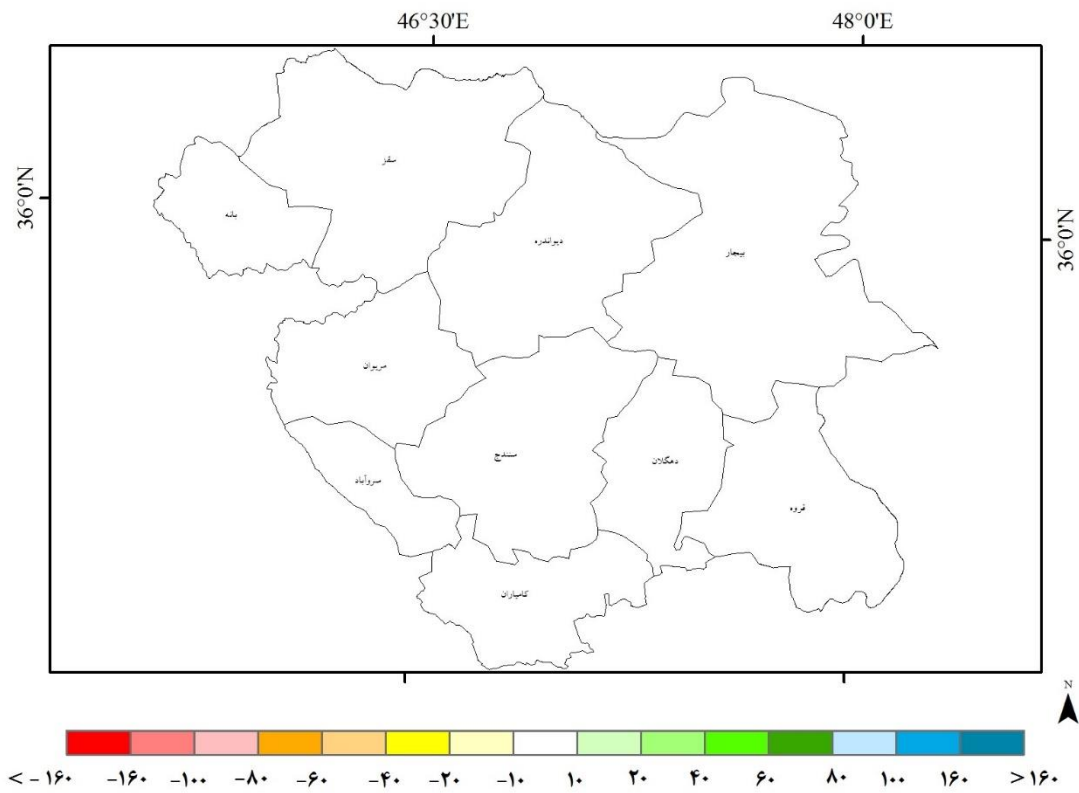 46°30'E 48°0'E
36°0'N
36°0'N
سقز
بانه
دیواندره
بیجار
مریوان
سنندج
دهگلان
سروآباد
قروه
کامیاران
N
< -۱۶۰ -۱۶۰ -۱۰۰ -۸۰ -۶۰ -۴۰ -۲۰ -۱۰ ۱۰ ۲۰ ۴۰ ۶۰ ۸۰ ۱۰۰ ۱۶۰ >۱۶۰